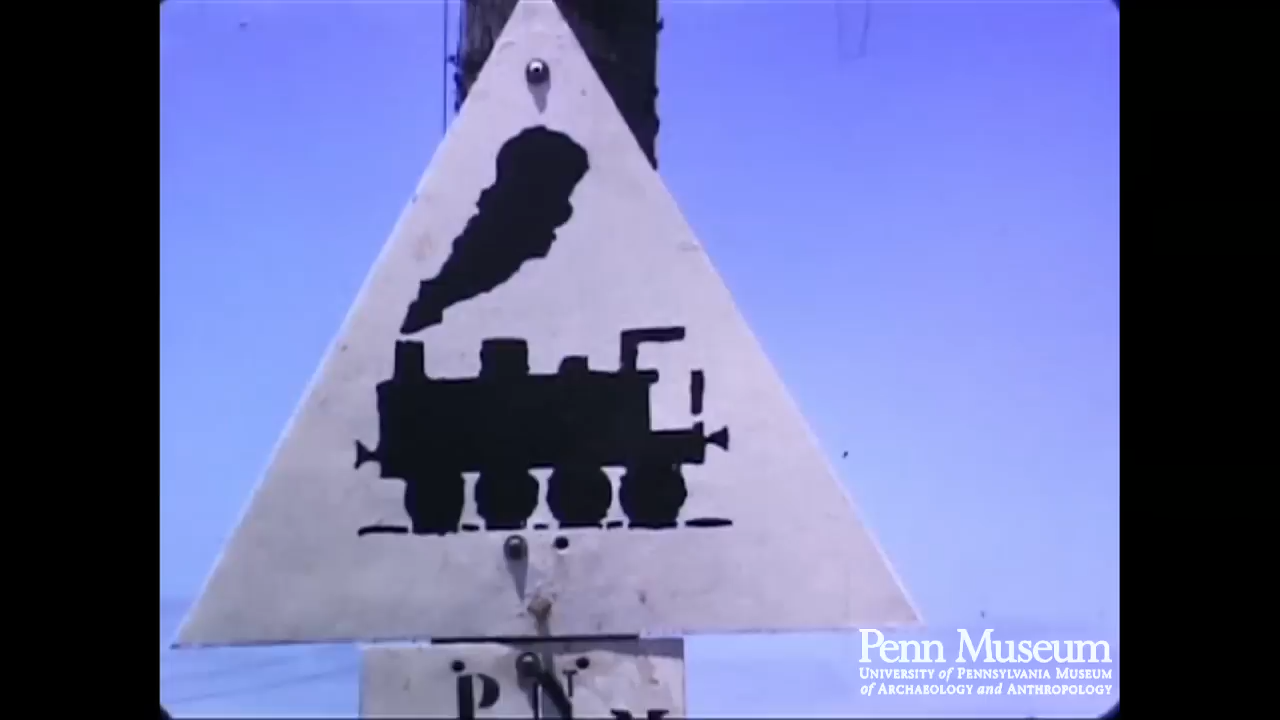 Penn Museum
UNIVERSITY of PENNSYLVANIA MUSEUM
of ARCHAEOLOGY and ANTHROPOLOGY